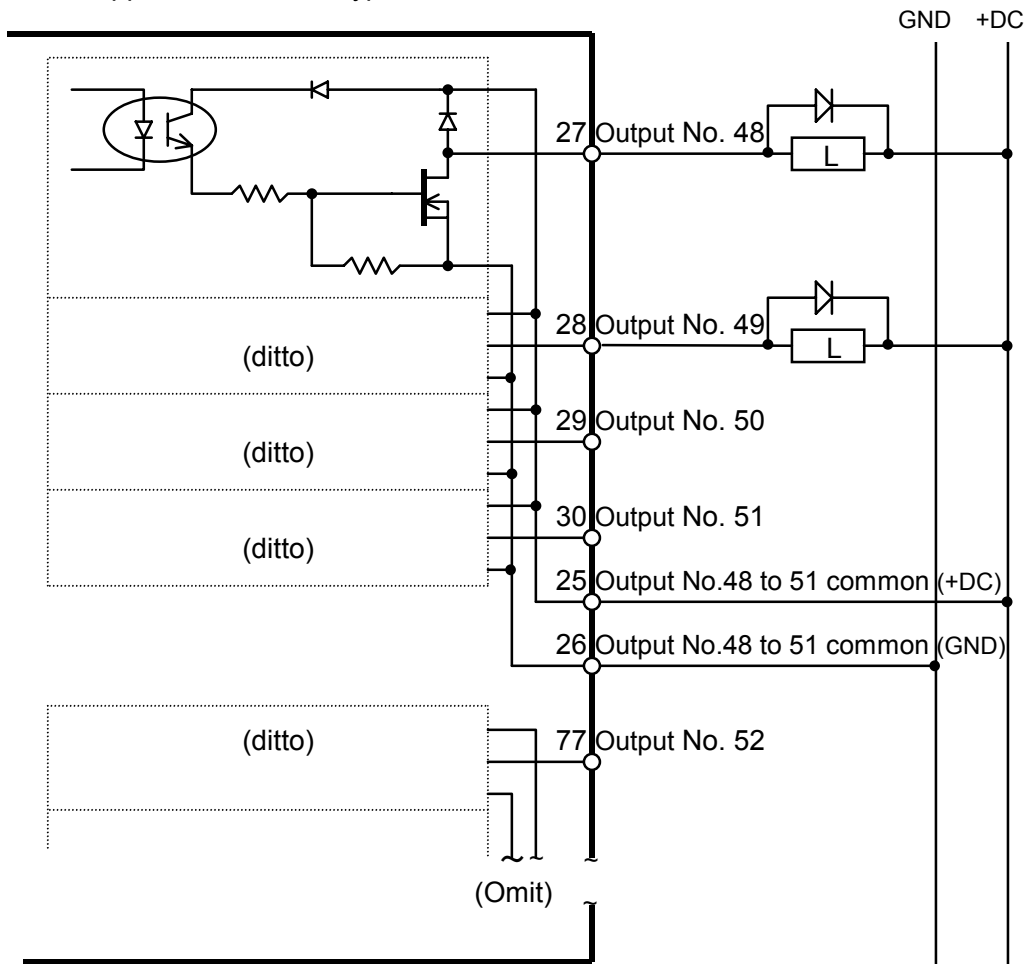 GND +DC
27 Output No. 48
L
28 Output No. 49
L
(ditto)
29 Output No. 50
(ditto)
30 Output No. 51
(ditto)
25 Output No.48 to 51 common (+DC)
26 Output No.48 to 51 common (GND)
(ditto)
77 Output No. 52
(Omit)